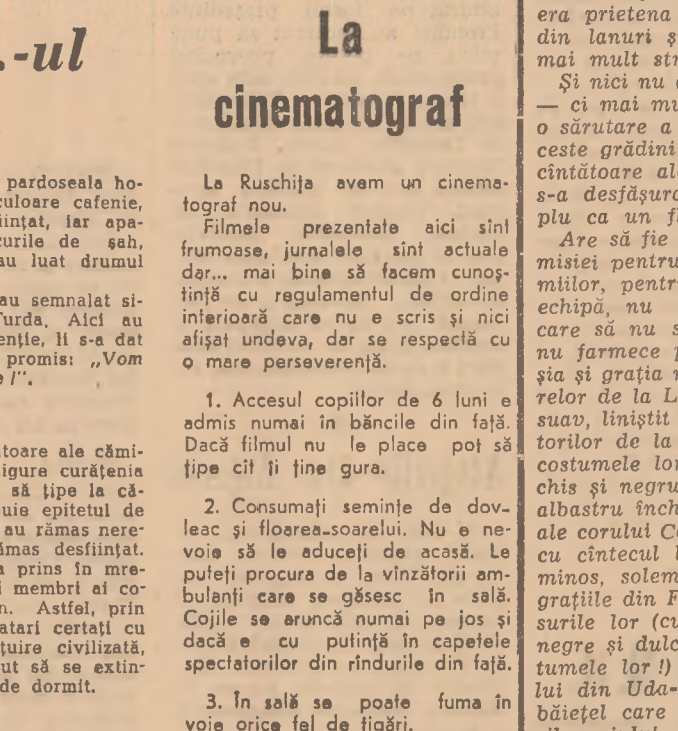 .-ul
pardoseala ho-
culoare cafenie,
iințat, iar apa-
curile de șah,
au luat drumul
au semnalat si-
Turda. Aici au
enție, li s-a dat
promis: „Vom
e !".
toare ale cămi-
sigure curățenia
să țipe la că-
uie epitetul de
au rămas nere-
ămas desființat.
a prins în mre-
i membri ai co-
n. Astfel, prin
atari certați cu
țuire civilizată,
ut să se extin-
de dormit.
La
cinematograf
La Ruschița avem un cinema-
tograf nou.
Filmele prezentate aici sînt
frumoase, jurnalele sînt actuale
dar... mai bine să facem cunoș-
tință cu regulamentul de ordine
interioară care nu e scris și nici
afișat undeva, dar se respectă cu
o mare perseverență.
1. Accesul copiilor de 6 luni e
admis numai în băncile din față.
Dacă filmul nu le place pot să
țipe cît îi ține gura.
2. Consumați semințe de dov-
leac și floarea-soarelui. Nu e ne-
voie să le aduceți de acasă. Le
puteți procura de la vînzătorii am-
bulanți care se găsesc în sală.
Cojile se aruncă numai pe jos și
dacă e cu putință în capetele
spectatorilor din rîndurile din față.
3. În sală se poate fuma în
voie orice fel de țigări.
era prietena
din lanuri ș
mai mult str
Și nici nu
— ci mai mu
o sărutare a
ceste grădini
cîntătoare ale
s-a desfășura
plu ca un fl
Are să fie
misiei pentru
miilor, pentr
echipă, nu
care să nu s
nu farmece p
șia și grația
relor de la L
suav, liniștit
torilor de la
costumele lor
chis și negru
albastru înch
ale corului C
cu cîntecul l
minos, solem
grațiile din F
surile lor (cu
negre și dulc
tumele lor !)
lui din Uda-
băiețel care